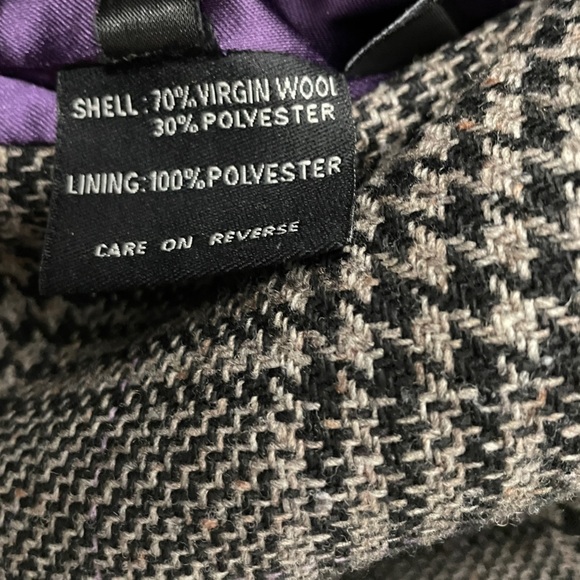 SHELL:70% VIRGIN WOOL
30% POLYESTER
LINING:100% POLYESTER
CARE ON REVERSE